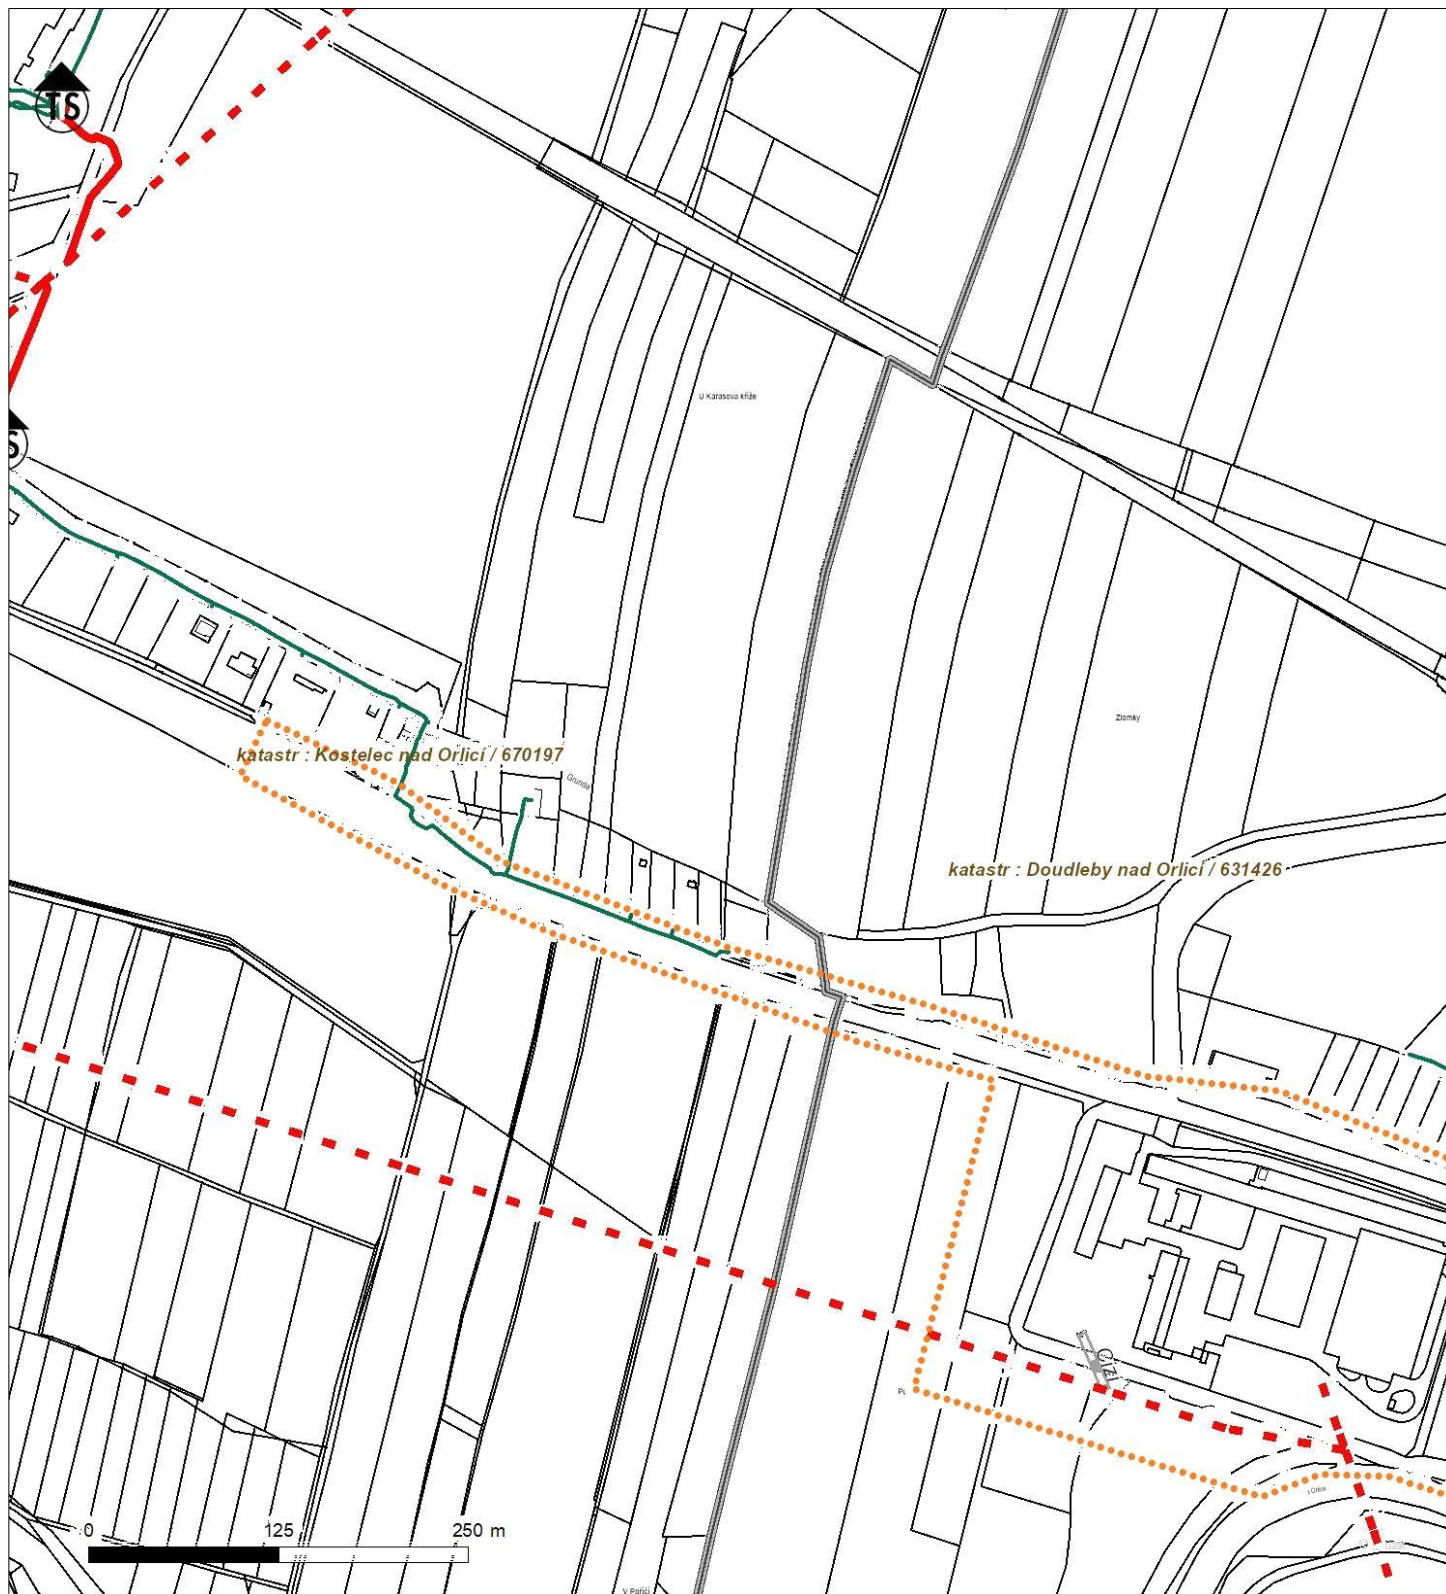 TS
S
U Karasova kříže
Zlomky
katastr : Kostelec nad Orlicí / 670197
Grunda
katastr : Doudleby nad Orlicí / 631426
CIZÍ
0 125 250 m
V Poříčí